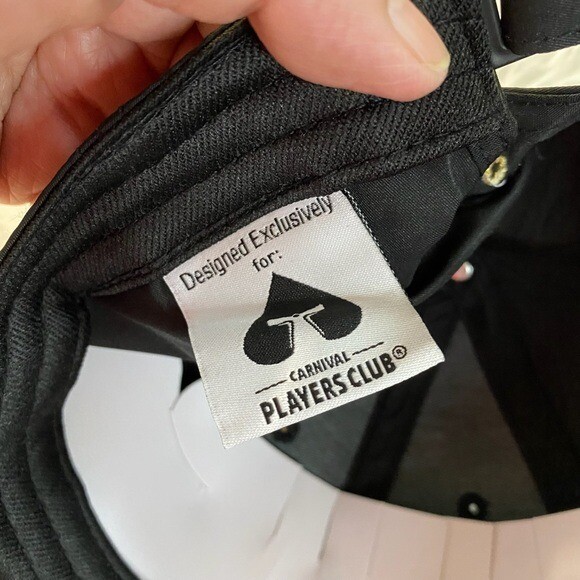 Designed Exclusively
for:
CARNIVAL
PLAYERS CLUB®